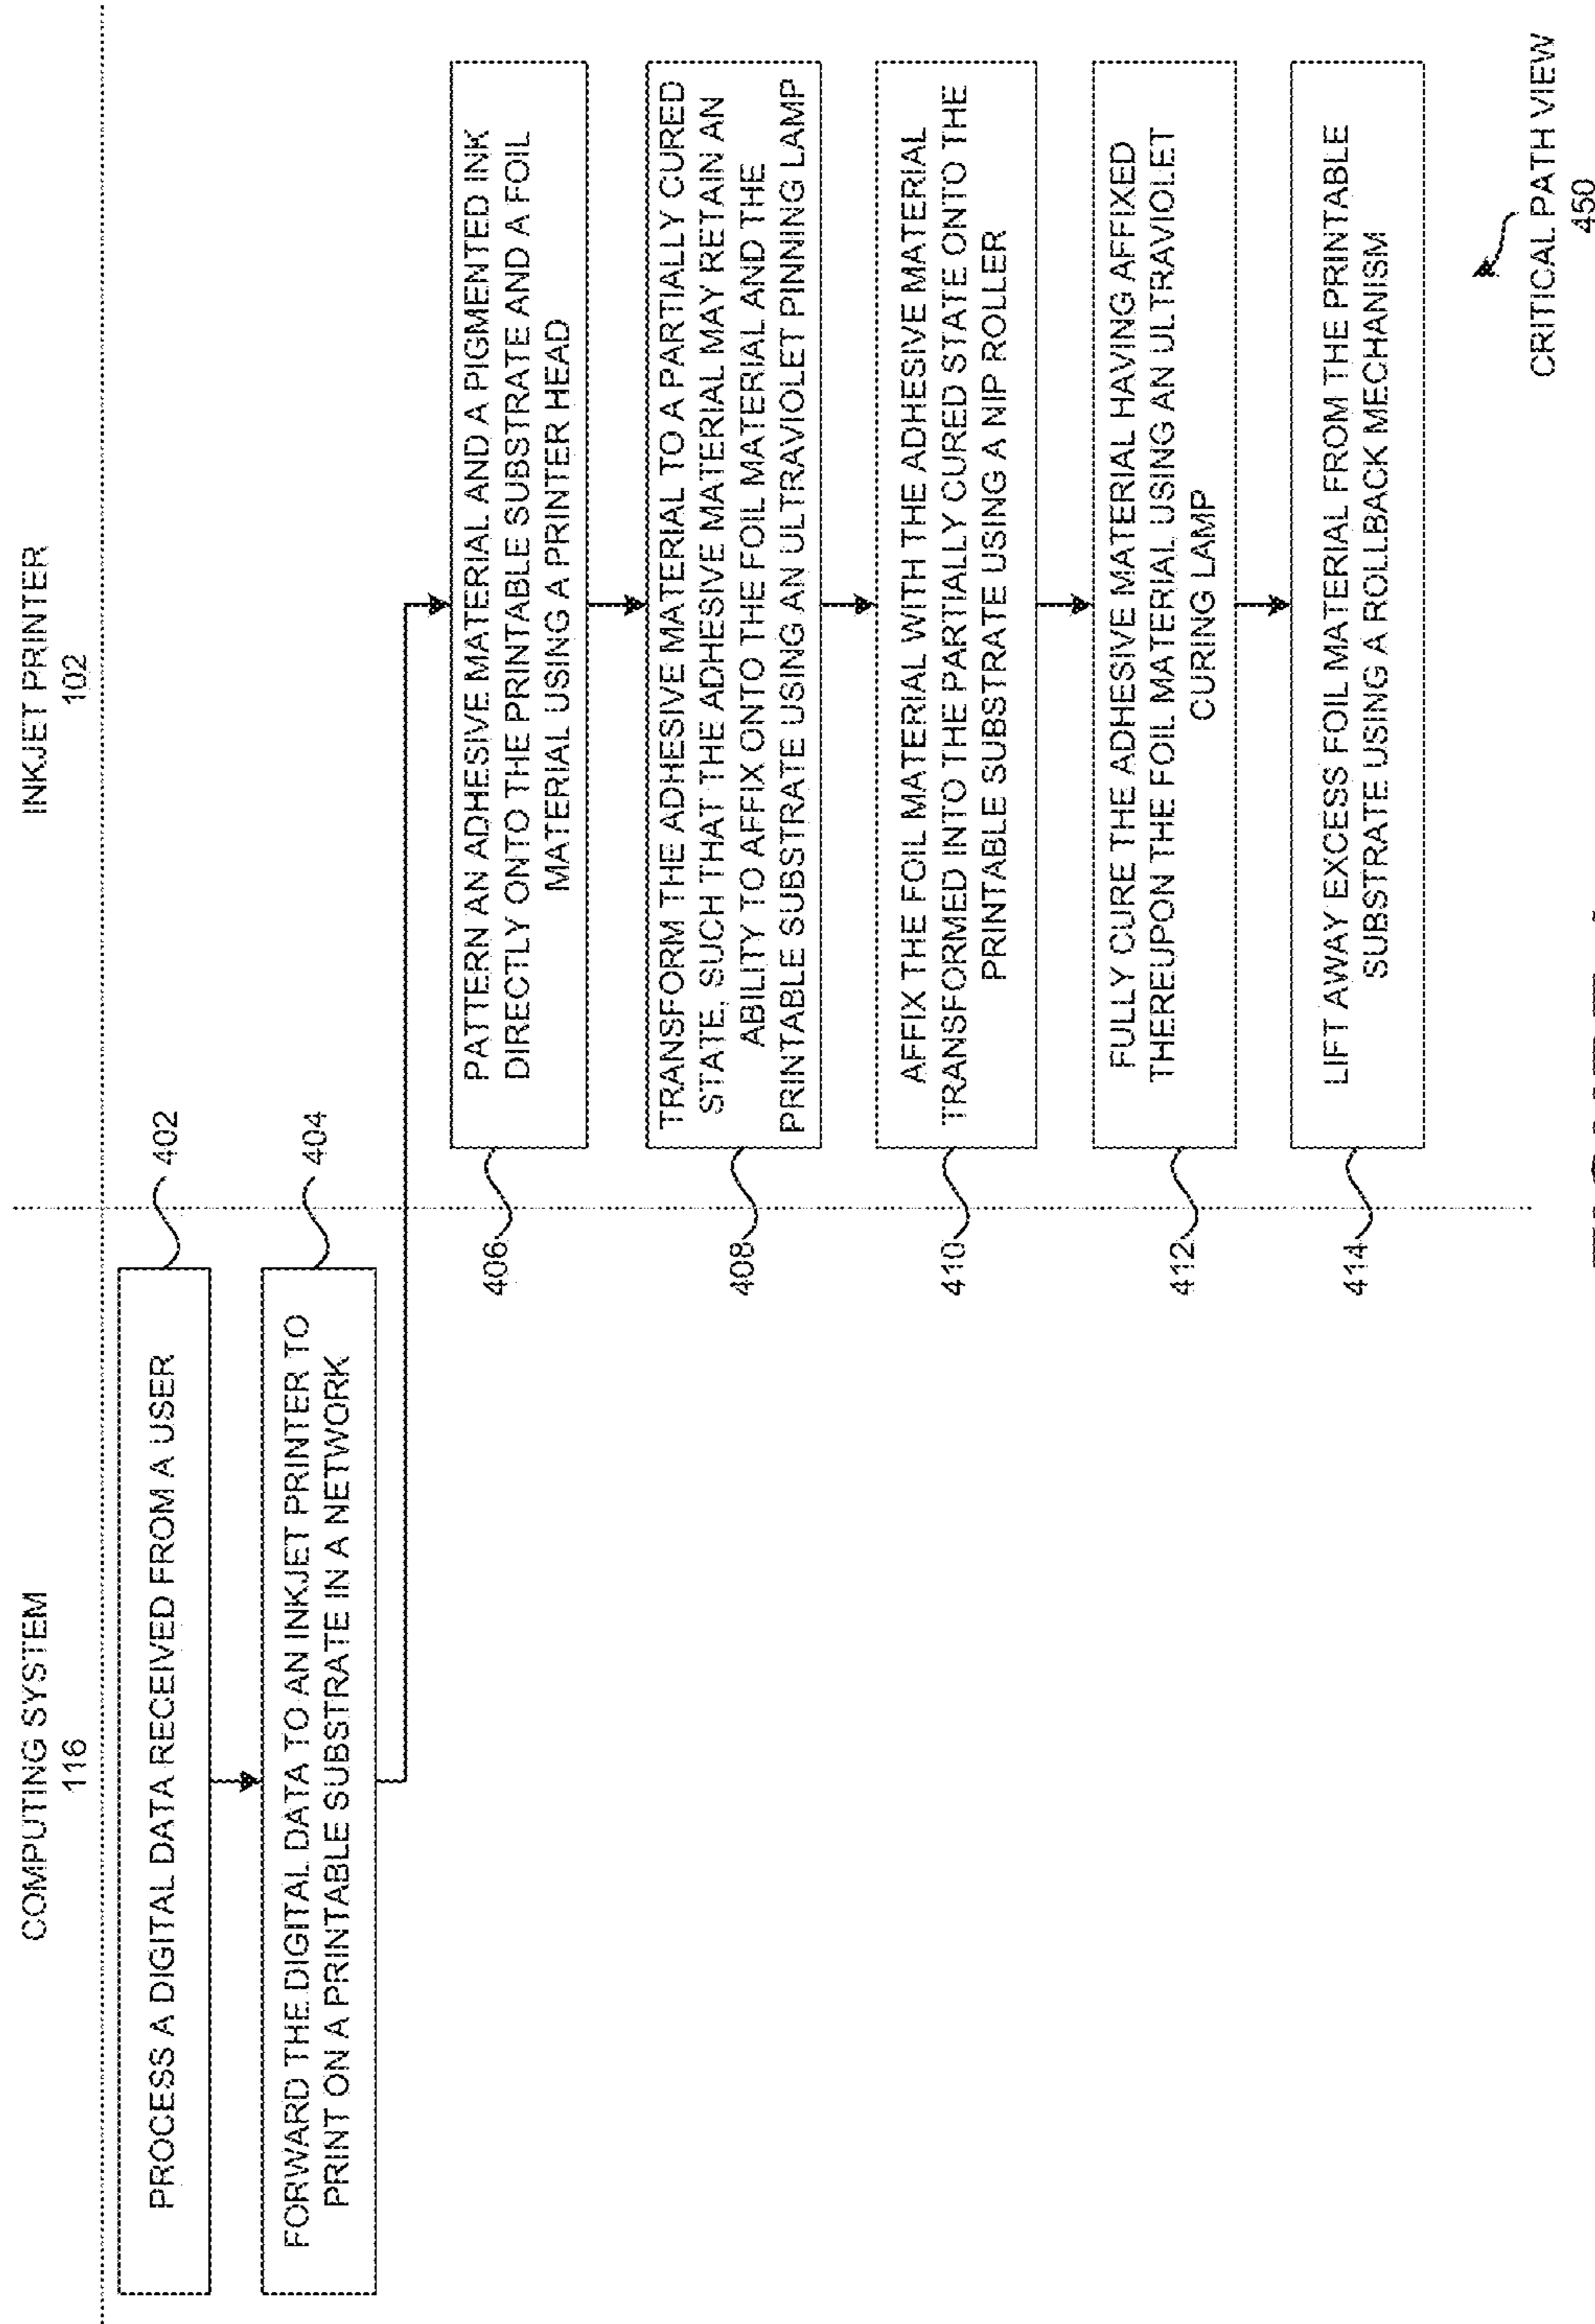 COMPUTING SYSTEM
116
INKJET PRINTER
102
PROCESS A DIGITAL DATA RECEIVED FROM A USER
402
FORWARD THE DIGITAL DATA TO AN INKJET PRINTER TO
PRINT ON A PRINTABLE SUBSTRATE IN A NETWORK
404
406
PATTERN AN ADHESIVE MATERIAL AND A PIGMENTED INK
DIRECTLY ONTO THE PRINTABLE SUBSTRATE AND A FOIL
MATERIAL USING A PRINTER HEAD
408
TRANSFORM THE ADHESIVE MATERIAL TO A PARTIALLY CURED
STATE, SUCH THAT THE ADHESIVE MATERIAL MAY RETAIN AN
ABILITY TO AFFIX ONTO THE FOIL MATERIAL AND THE
PRINTABLE SUBSTRATE USING AN ULTRAVIOLET PINNING LAMP
410
AFFIX THE FOIL MATERIAL WITH THE ADHESIVE MATERIAL
TRANSFORMED INTO THE PARTIALLY CURED STATE ONTO THE
PRINTABLE SUBSTRATE USING A NIP ROLLER
412
FULLY CURE THE ADHESIVE MATERIAL HAVING AFFIXED
THEREUPON THE FOIL MATERIAL USING AN ULTRAVIOLET
CURING LAMP
414
LIFT AWAY EXCESS FOIL MATERIAL FROM THE PRINTABLE
SUBSTRATE USING A ROLLBACK MECHANISM
CRITICAL PATH VIEW
450